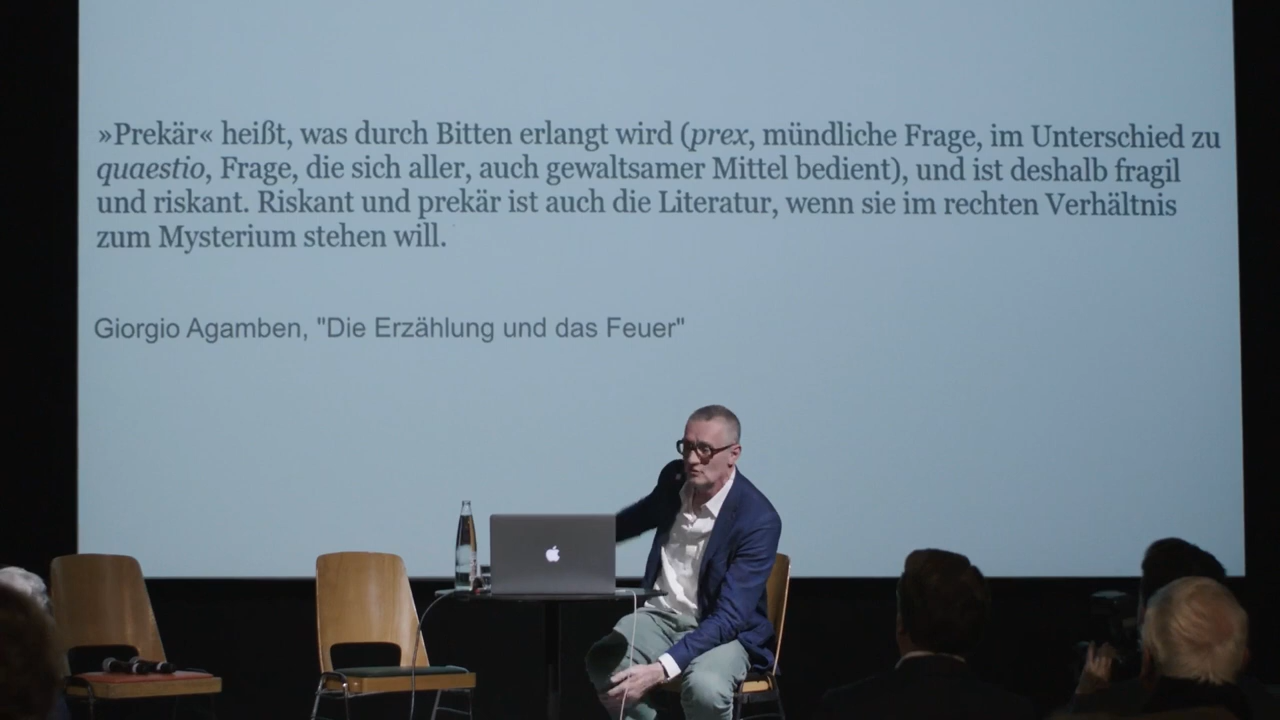 »Prekär« heißt, was durch Bitten erlangt wird (prex, mündliche Frage, im Unterschied zu
quaestio, Frage, die sich aller, auch gewaltsamer Mittel bedient), und ist deshalb fragil
und riskant. Riskant und prekär ist auch die Literatur, wenn sie im rechten Verhältnis
zum Mysterium stehen will.
Giorgio Agamben, "Die Erzählung und das Feuer"